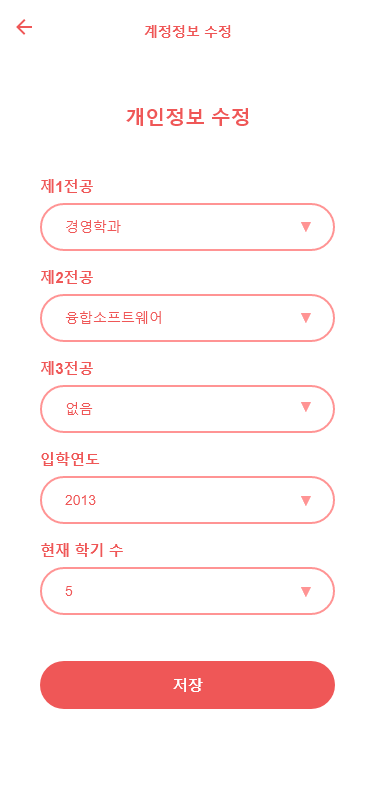 계정정보 수정
개인정보 수정
제1전공
경영학과
제2전공
융합소프트웨어
제3전공
없음
입학연도
2013
현재 학기 수
5
저장